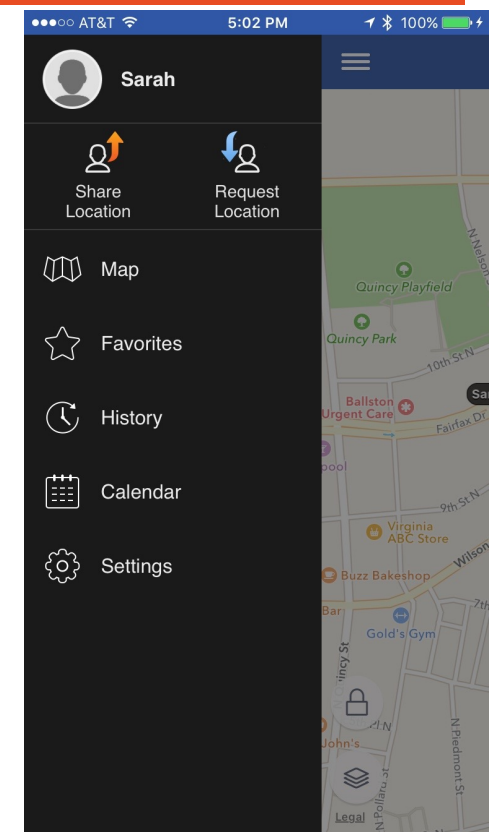 AT&T 5:02 PM 100%
Sarah
Share
Location
Request
Location
Map
Favorites
History
Calendar
Settings
N Nelson
Quincy Playfield
Quincy Park
10th St N
Sa
Ballston
Urgent Care
Fairfax Dr
pool
9th St N
Virginia
ABC Store
Wilson
Buzz Bakeshop
Bar
7th
Gold's Gym
Quincy St
N
John's
N Piedmont St
N Pollard St
Legal